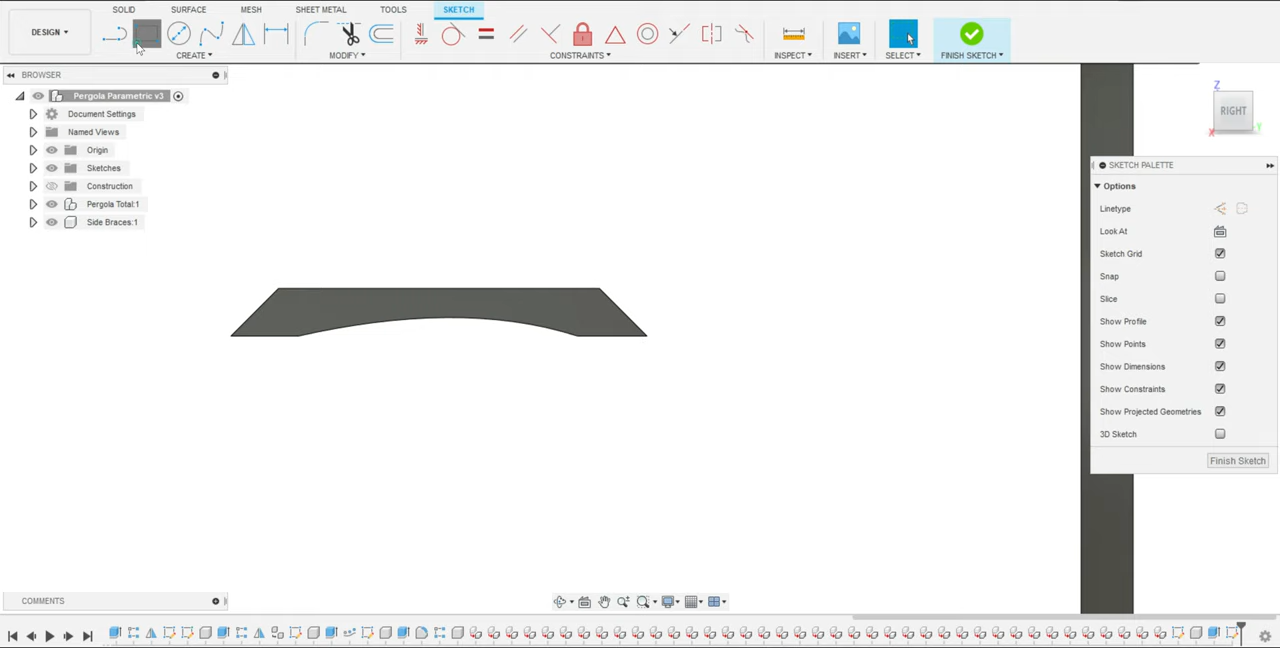 SOLID SURFACE MESH SHEET METAL TOOLS SKETCH
DESIGN
CREATE MODIFY CONSTRAINTS INSPECT INSERT SELECT FINISH SKETCH
BROWSER
Pergola Parametric v3
Document Settings
Named Views
Origin
Sketches
Construction
Pergola Total:1
Side Braces:1
Z
RIGHT
X
Y
SKETCH PALETTE
Options
Linetype
Look At
Sketch Grid
Snap
Slice
Show Profile
Show Points
Show Dimensions
Show Constraints
Show Projected Geometries
3D Sketch
Finish Sketch
COMMENTS